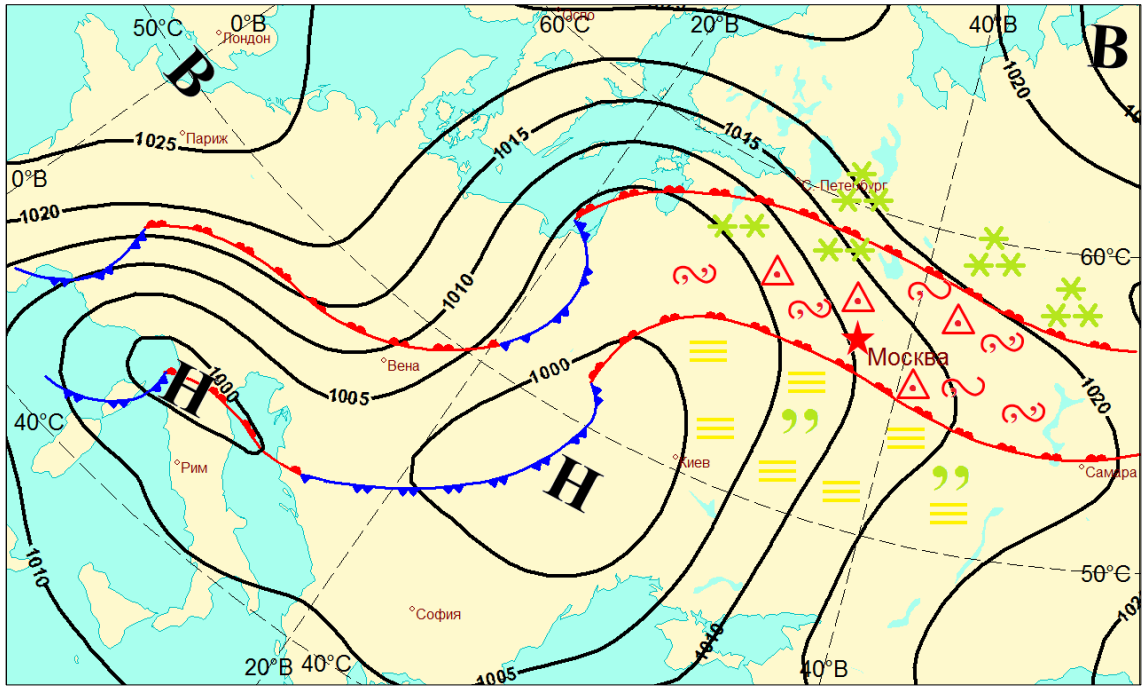 50°С
0°В
Лондон
60°С
Осло
20°В
40°В
В
В
1020
1025
Париж
1015
1015
0°В
С. Петербург
1020
60°С
1010
Вена
1000
1000
Н
1005
Москва
1020
40°С
Рим
Киев
Н
Самара
1010
50°С
София
1010
20°В
40°С
1005
40°В